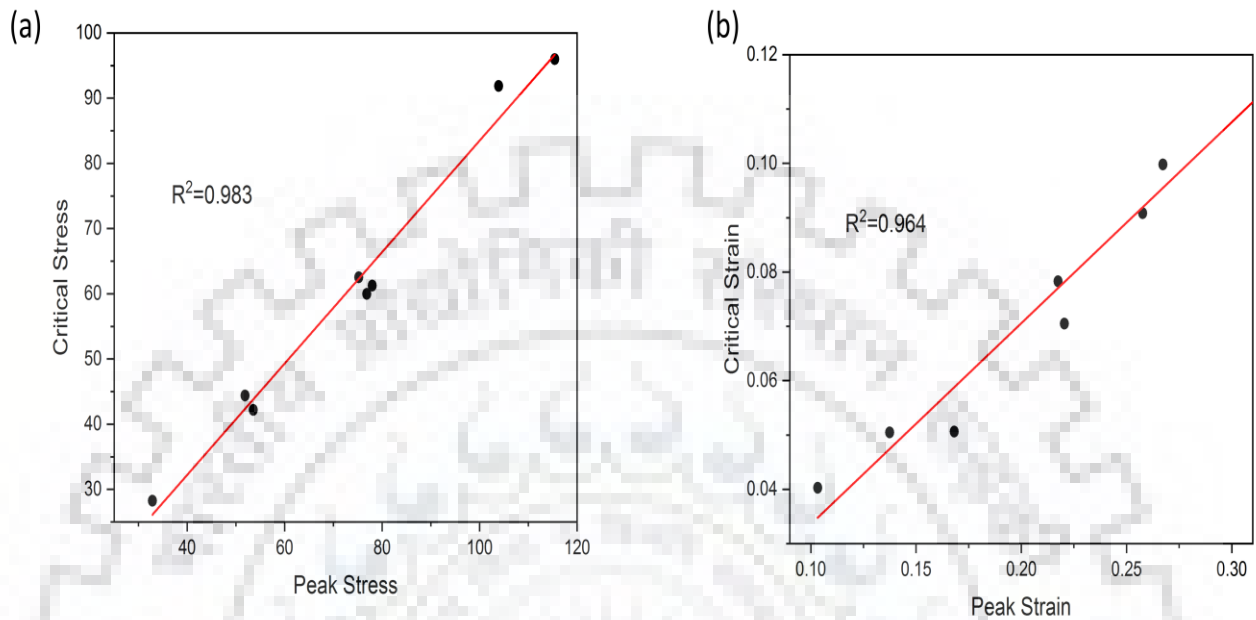 (a)
100
90
80
70
60
50
40
30
Critical Stress
R²=0.983
40 60 80 100 120
Peak Stress
(b)
0.12
0.10
0.08
0.06
0.04
Critical Strain
R²=0.964
0.10 0.15 0.20 0.25 0.30
Peak Strain